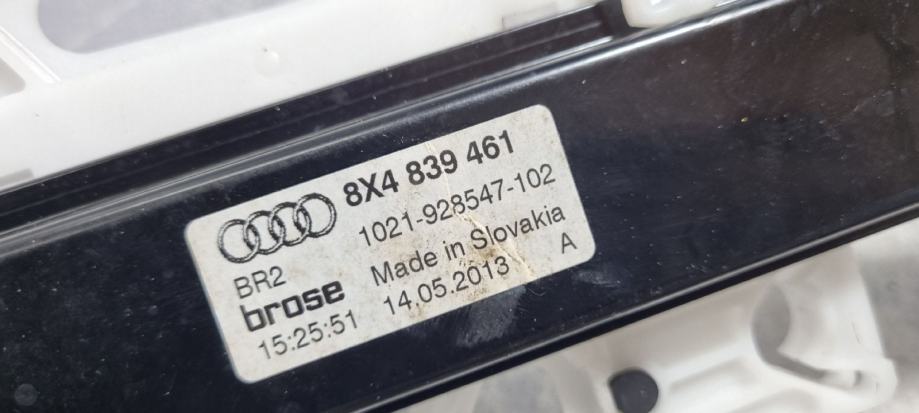 8X4 839 461
1021-928547-102
BR2 Made in Slovakia
brose 14.05.2013 A
15:25:51